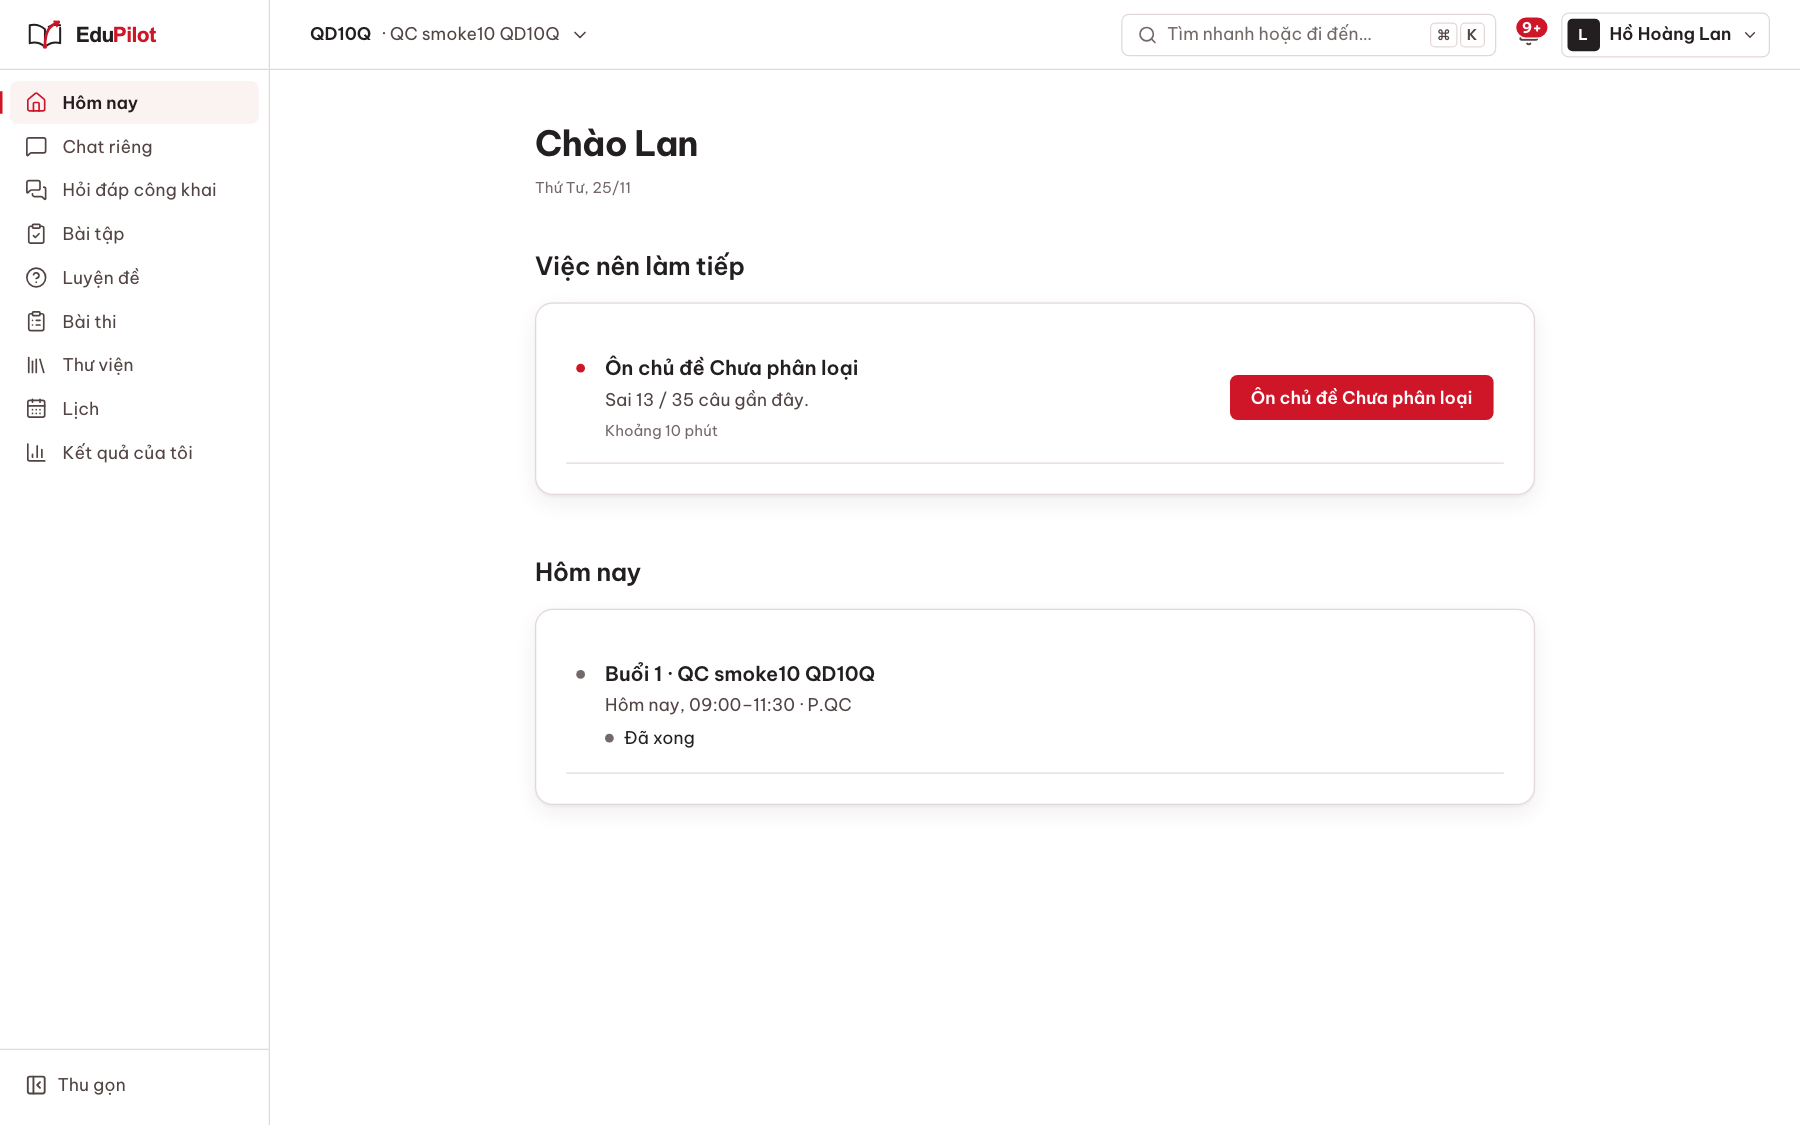 EduPilot
QD10Q · QC smoke10 QD10Q
Tìm nhanh hoặc đi đến...
⌘ K
9+
L
Hồ Hoàng Lan
Hôm nay
Chat riêng
Hỏi đáp công khai
Bài tập
Luyện đề
Bài thi
Thư viện
Lịch
Kết quả của tôi
Thu gọn
Chào Lan
Thứ Tư, 25/11
Việc nên làm tiếp
Ôn chủ đề Chưa phân loại
Sai 13 / 35 câu gần đây.
Khoảng 10 phút
Ôn chủ đề Chưa phân loại
Hôm nay
Buổi 1 · QC smoke10 QD10Q
Hôm nay, 09:00–11:30 · P.QC
Đã xong